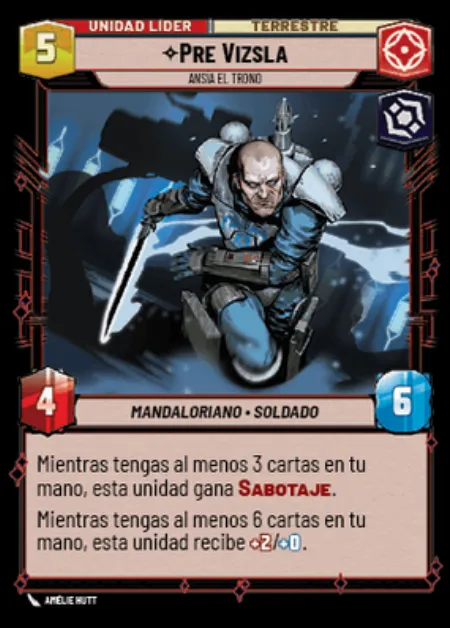 UNIDAD LÍDER
TERRESTRE
5
PRE VIZSLA
ANSIA EL TRONO
4
MANDALORIANO • SOLDADO
6
Mientras tengas al menos 3 cartas en tu
mano, esta unidad gana SABOTAJE.
Mientras tengas al menos 6 cartas en tu
mano, esta unidad recibe +2/+0.
AMÉLIE HUTT